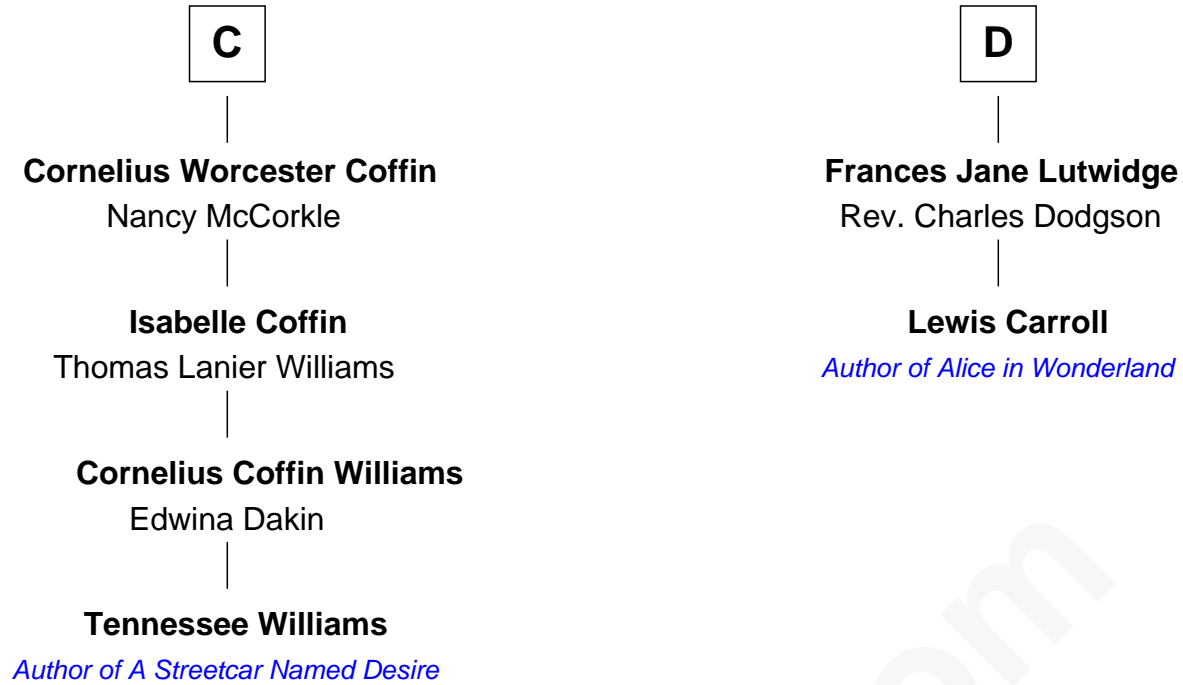 C
Cornelius Worcester Coffin
Nancy McCorkle
Isabelle Coffin
Thomas Lanier Williams
Cornelius Coffin Williams
Edwina Dakin
Tennessee Williams
Author of A Streetcar Named Desire
D
Frances Jane Lutwidge
Rev. Charles Dodgson
Lewis Carroll
Author of Alice in Wonderland
om